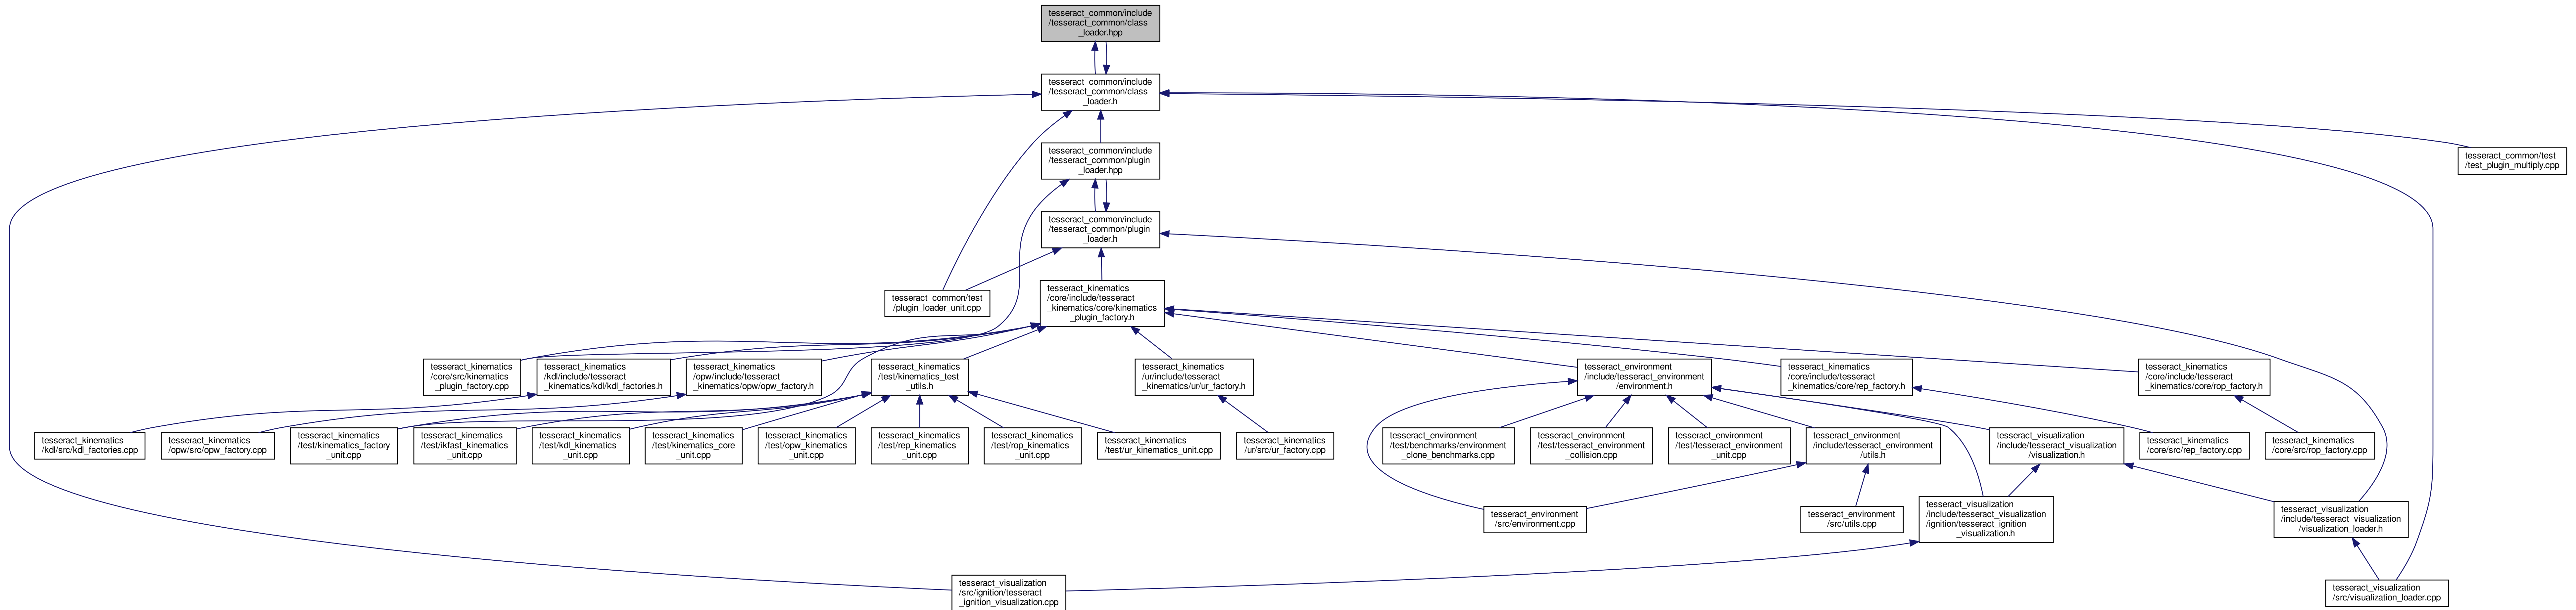 tesseract_common/include
/tesseract_common/class
_loader.hpp
tesseract_common/include
/tesseract_common/class
_loader.h
tesseract_common/include
/tesseract_common/plugin
_loader.hpp
tesseract_common/test
/test_plugin_multiply.cpp
tesseract_common/include
/tesseract_common/plugin
_loader.h
tesseract_common/test
/plugin_loader_unit.cpp
tesseract_kinematics
/core/include/tesseract
_kinematics/core/kinematics
_plugin_factory.h
tesseract_kinematics
/core/src/kinematics
_plugin_factory.cpp
tesseract_kinematics
/kdl/include/tesseract
_kinematics/kdl/kdl_factories.h
tesseract_kinematics
/opw/include/tesseract
_kinematics/opw/opw_factory.h
tesseract_kinematics
/test/kinematics_test
_utils.h
tesseract_kinematics
/ur/include/tesseract
_kinematics/ur/ur_factory.h
tesseract_environment
/include/tesseract_environment
/environment.h
tesseract_kinematics
/core/include/tesseract
_kinematics/core/rep_factory.h
tesseract_kinematics
/core/include/tesseract
_kinematics/core/rop_factory.h
tesseract_kinematics
/kdl/src/kdl_factories.cpp
tesseract_kinematics
/opw/src/opw_factory.cpp
tesseract_kinematics
/test/kinematics_factory
_unit.cpp
tesseract_kinematics
/test/ikfast_kinematics
_unit.cpp
tesseract_kinematics
/test/kdl_kinematics
_unit.cpp
tesseract_kinematics
/test/kinematics_core
_unit.cpp
tesseract_kinematics
/test/opw_kinematics
_unit.cpp
tesseract_kinematics
/test/rep_kinematics
_unit.cpp
tesseract_kinematics
/test/rop_kinematics
_unit.cpp
tesseract_kinematics
/test/ur_kinematics_unit.cpp
tesseract_kinematics
/ur/src/ur_factory.cpp
tesseract_environment
/test/benchmarks/environment
_clone_benchmarks.cpp
tesseract_environment
/test/tesseract_environment
_collision.cpp
tesseract_environment
/test/tesseract_environment
_unit.cpp
tesseract_environment
/include/tesseract_environment
/utils.h
tesseract_visualization
/include/tesseract_visualization
/visualization.h
tesseract_kinematics
/core/src/rep_factory.cpp
tesseract_kinematics
/core/src/rop_factory.cpp
tesseract_environment
/src/environment.cpp
tesseract_environment
/src/utils.cpp
tesseract_visualization
/include/tesseract_visualization
/ignition/tesseract_ignition
_visualization.h
tesseract_visualization
/include/tesseract_visualization
/visualization_loader.h
tesseract_visualization
/src/ignition/tesseract
_ignition_visualization.cpp
tesseract_visualization
/src/visualization_loader.cpp